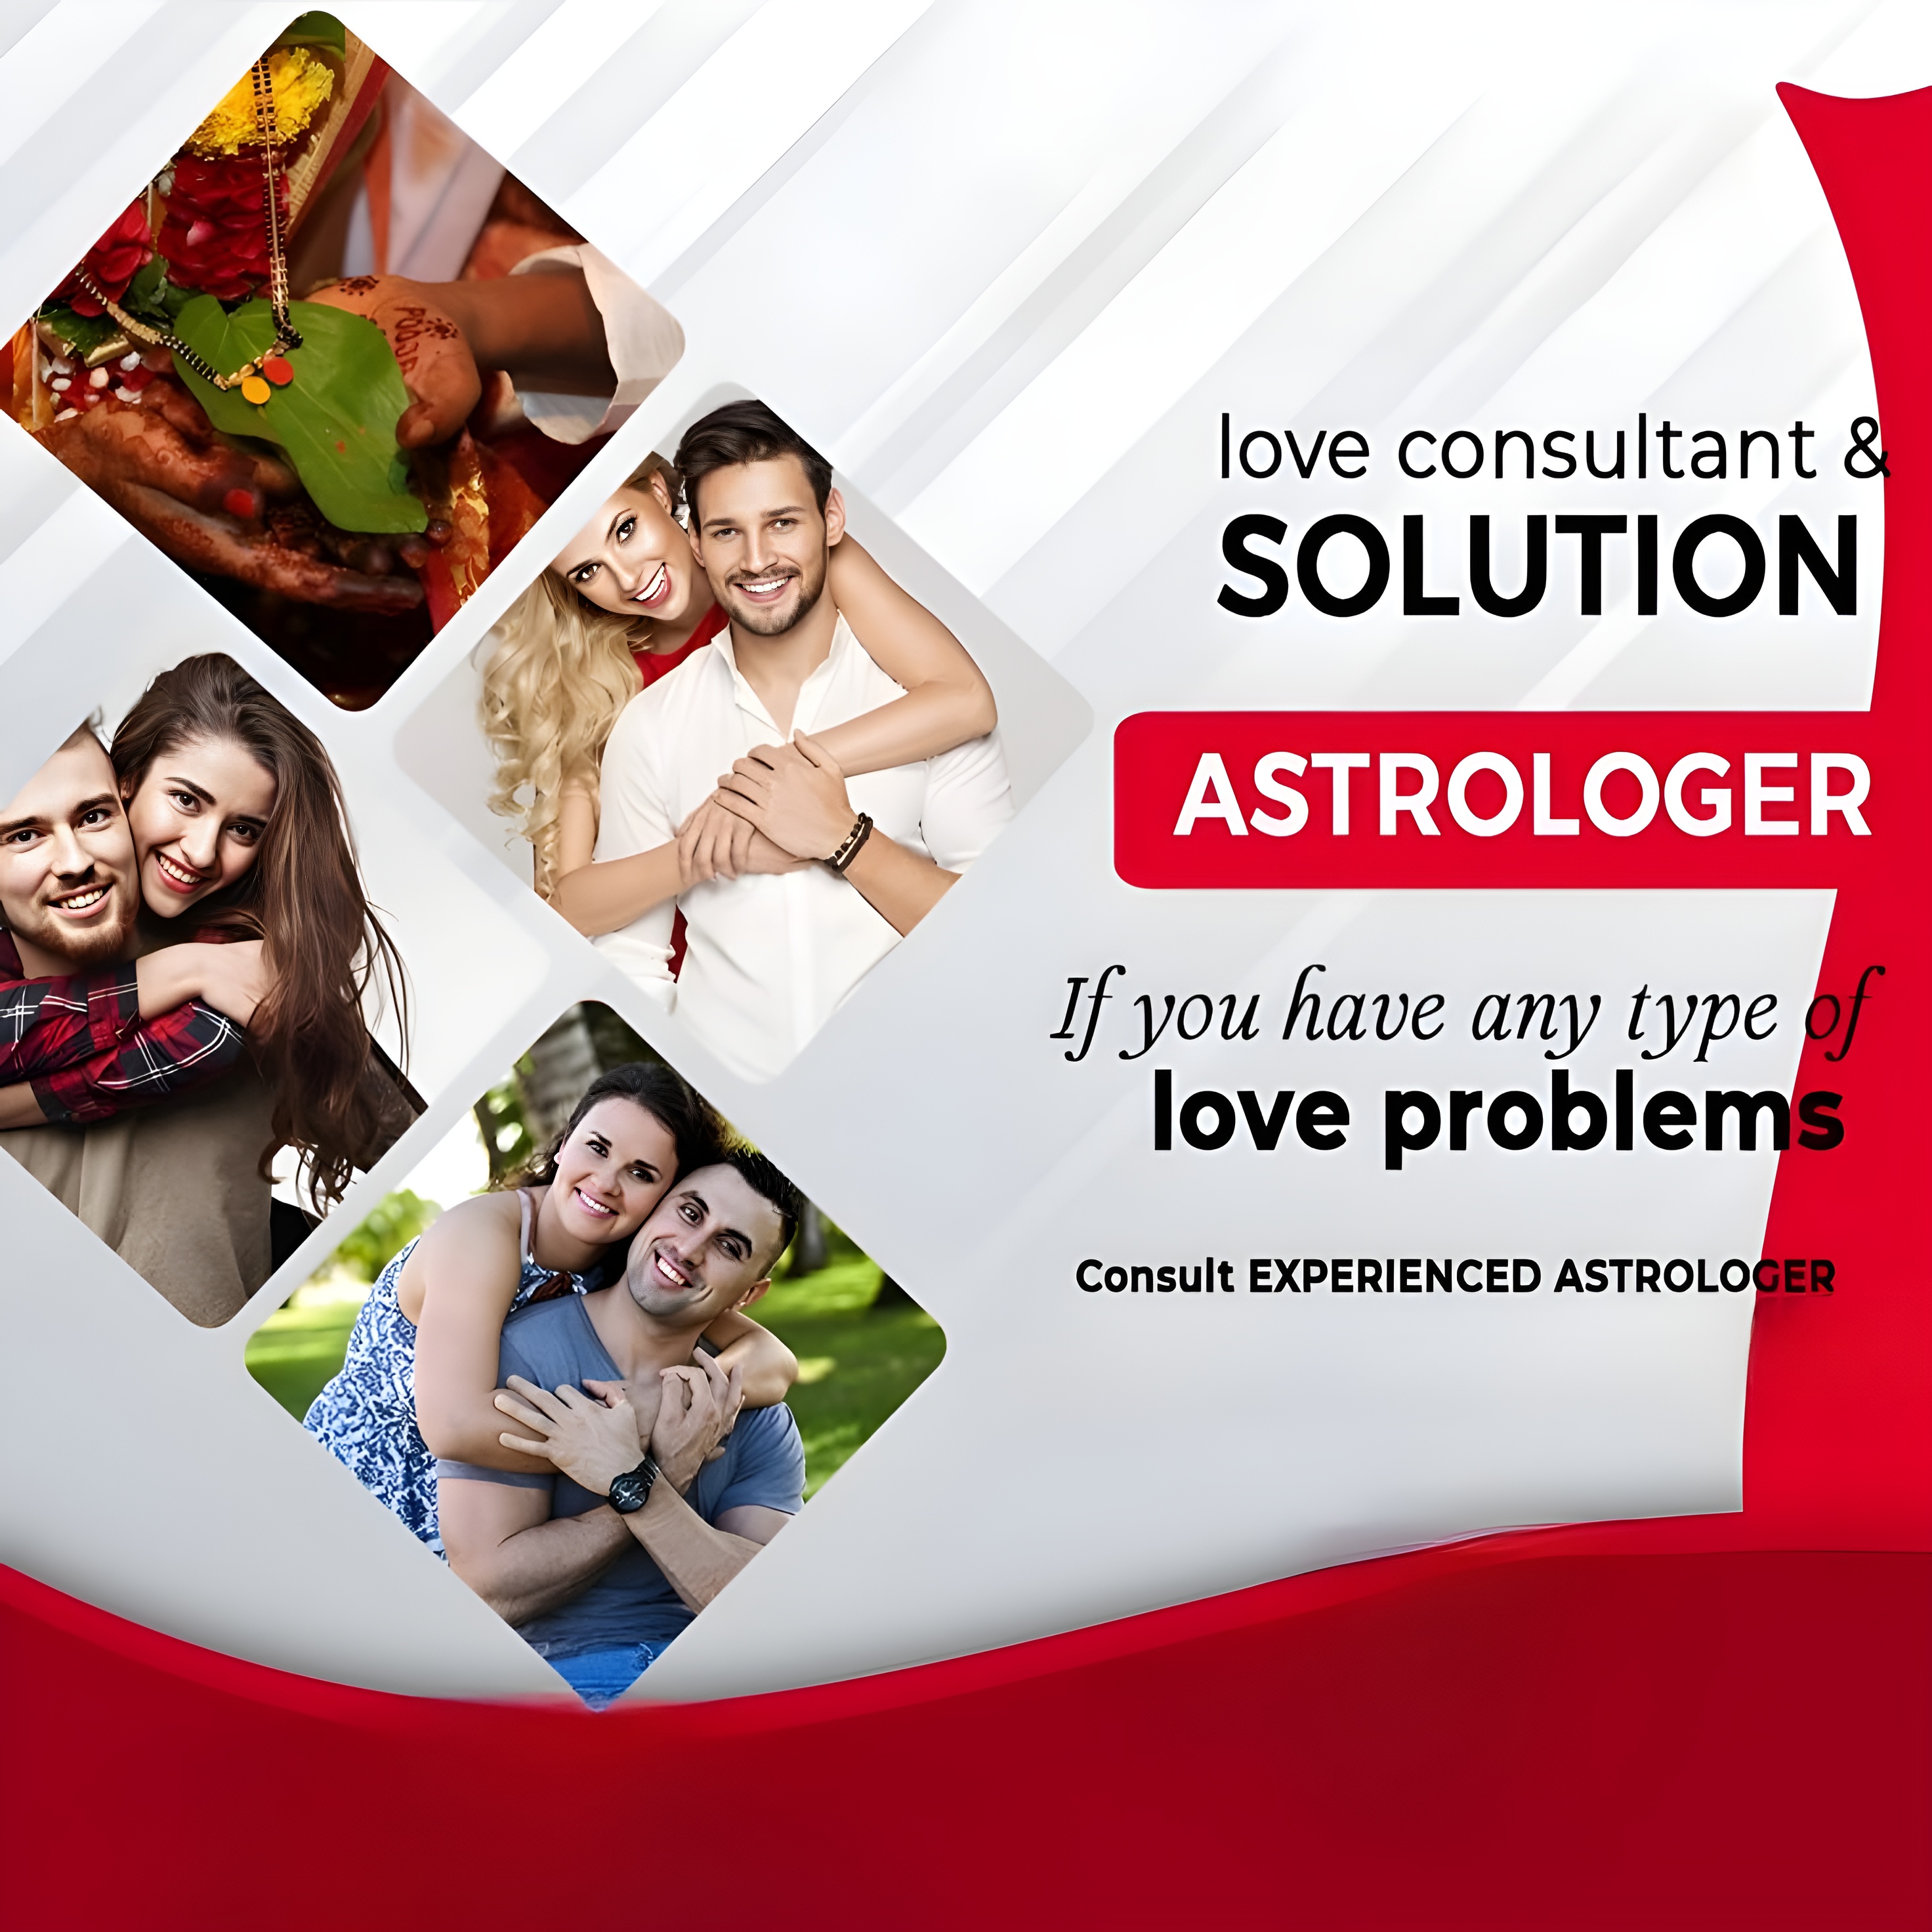 love consultant &
SOLUTION
ASTROLOGER
If you have any type of
love problems
Consult EXPERIENCED ASTROLOGER